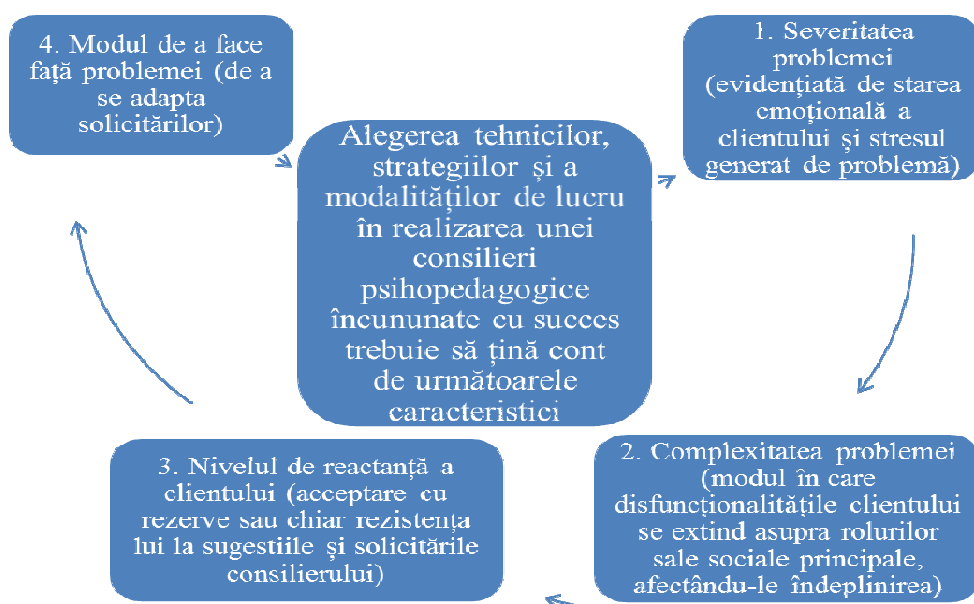 Alegerea tehnicilor,
strategiilor și a
modalităților de lucru
în realizarea unei
consilieri
psihopedagogice
încununate cu succes
trebuie să țină cont
de următoarele
caracteristici
1. Severitatea
problemei
(evidențiată de starea
emoțională a
clientului și stresul
generat de problemă)
2. Complexitatea problemei
(modul în care
disfuncționalitățile clientului
se extind asupra rolurilor
sale sociale principale,
afectându-le îndeplinirea)
3. Nivelul de reactanță a
clientului (acceptare cu
rezerve sau chiar rezistența
lui la sugestiile și solicitările
consilierului)
4. Modul de a face
față problemei (de a
se adapta
solicitărilor)